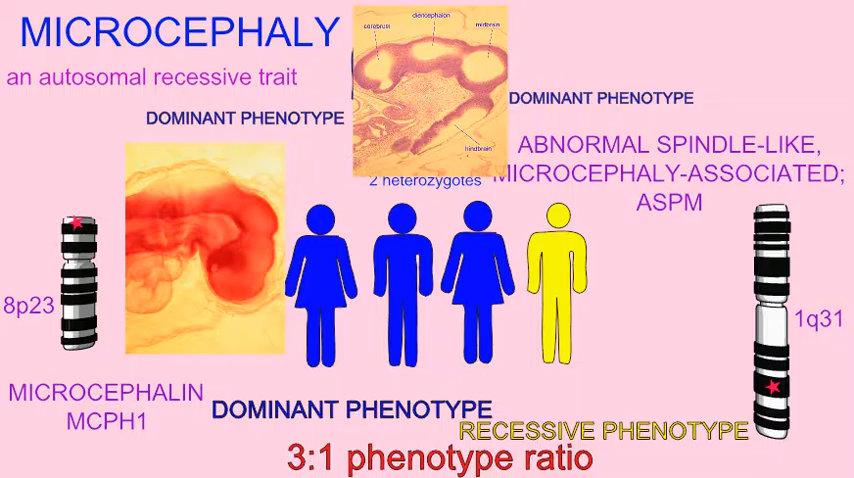 MICROCEPHALY
an autosomal recessive trait
cerebrum
diencephalon
midbrain
hindbrain
DOMINANT PHENOTYPE
DOMINANT PHENOTYPE
2 heterozygotes
ABNORMAL SPINDLE-LIKE,
MICROCEPHALY-ASSOCIATED;
ASPM
8p23
1q31
MICROCEPHALIN
MCPH1
DOMINANT PHENOTYPE
RECESSIVE PHENOTYPE
3:1 phenotype ratio